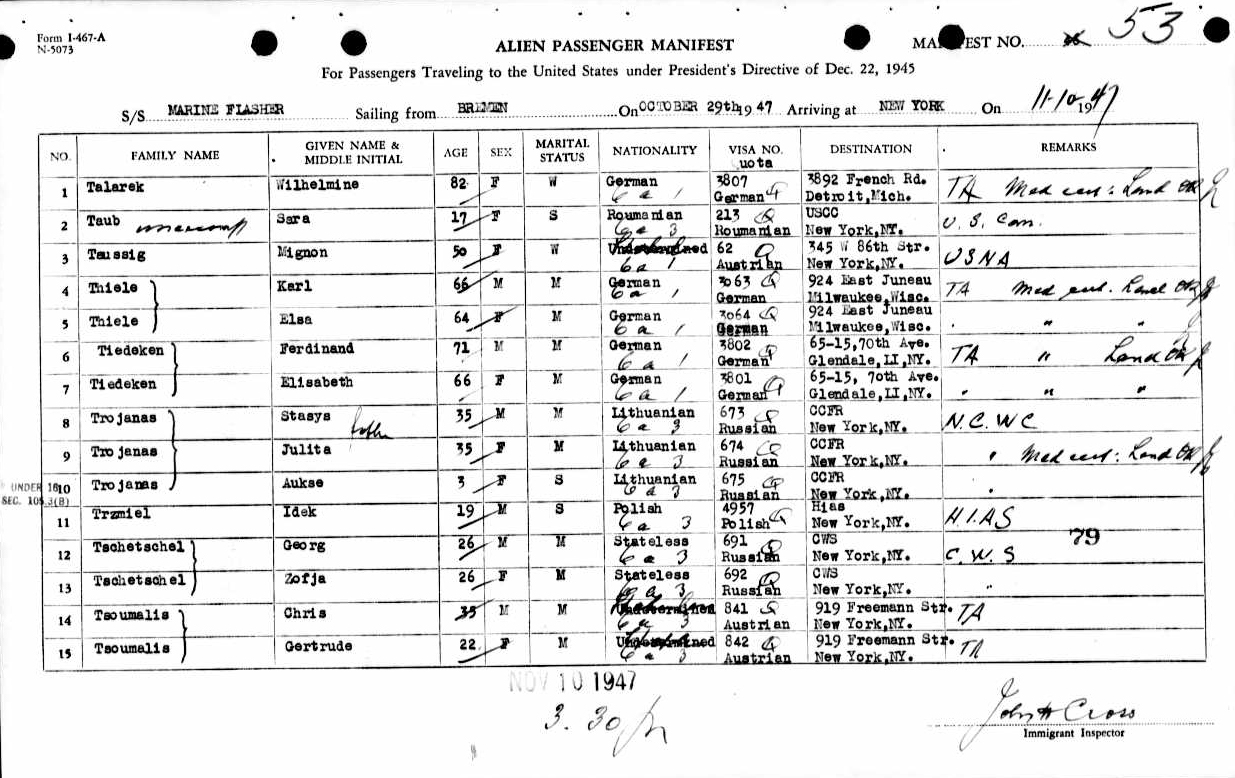 Form I-467-A
N-5073
53
ALIEN PASSENGER MANIFEST
MANIFEST NO.
For Passengers Traveling to the United States under President's Directive of Dec. 22, 1945
S/S MARINE FLASHER Sailing from BREMEN On OCTOBER 29th 19 47 Arriving at NEW YORK On 11-10 1947
NO. FAMILY NAME GIVEN NAME & MIDDLE INITIAL AGE SEX MARITAL STATUS NATIONALITY VISA NO. uota DESTINATION REMARKS
1 Talarek Wilhelmine 82 F W German 3807 3892 French Rd. TA Med cert: Land OK
6 a 1 German Q Detroit,Mich.
2 Taub Sara 17 F S Roumanian 213 Q USCC U. S. Com.
6a 3 Roumanian New York,NY.
3 Taussig Mignon 50 F W Undetermined 62 Q 345 W 86th Str. USNA
6a 1 Austrian New York,NY.
4 Thiele Karl 66 M M German 3063 Q 924 East Juneau TA Med cert. Land OK
6a 1 German Milwaukee,Wisc.
5 Thiele Elsa 64 F M German 3064 Q 924 East Juneau " "
6 a 1 German Milwaukee,Wisc.
6 Tiedeken Ferdinand 71 M M German 3802 65-15,70th Ave. TA " Land OK
6 a 1 German Q Glendale,LI,NY.
7 Tiedeken Elisabeth 66 F M German 3801 65-15, 70th Ave. " " "
6a 1 German Q Glendale,LI,NY.
8 Trojanas Stasys 35 M M Lithuanian 673 Q CCFR N.C.WC
6a 3 Russian New York,NY.
9 Trojanas Julita 35 F M Lithuanian 674 Q CCFR " Med cert: Land OK
6a 3 Russian New York,NY.
UNDER 16
SEC. 105.3(B)
10 Trojanas Aukse 3 F S Lithuanian 675 Q CCFR "
6a 3 Russian New York,NY.
11 Trzmiel Idek 19 M S Polish 4957 Hias H.I.A.S
6a 3 Polish Q New York,NY.
79
12 Tschetschel Georg 26 M M Stateless 691 CWS C.W.S
6a 3 Russian New York,NY.
13 Tschetschel Zofja 26 F M Stateless 692 Q CWS "
6a 3 Russian New York,NY.
14 Tsoumalis Chris 35 M M Undetermined 841 Q 919 Freemann Str. TA
6a 3 Austrian New York,NY.
15 Tsoumalis Gertrude 22 F M Undetermined 842 Q 919 Freemann Str. TA
6a 3 Austrian New York,NY.
NOV 10 1947
3.30
John H Cross
Immigrant Inspector